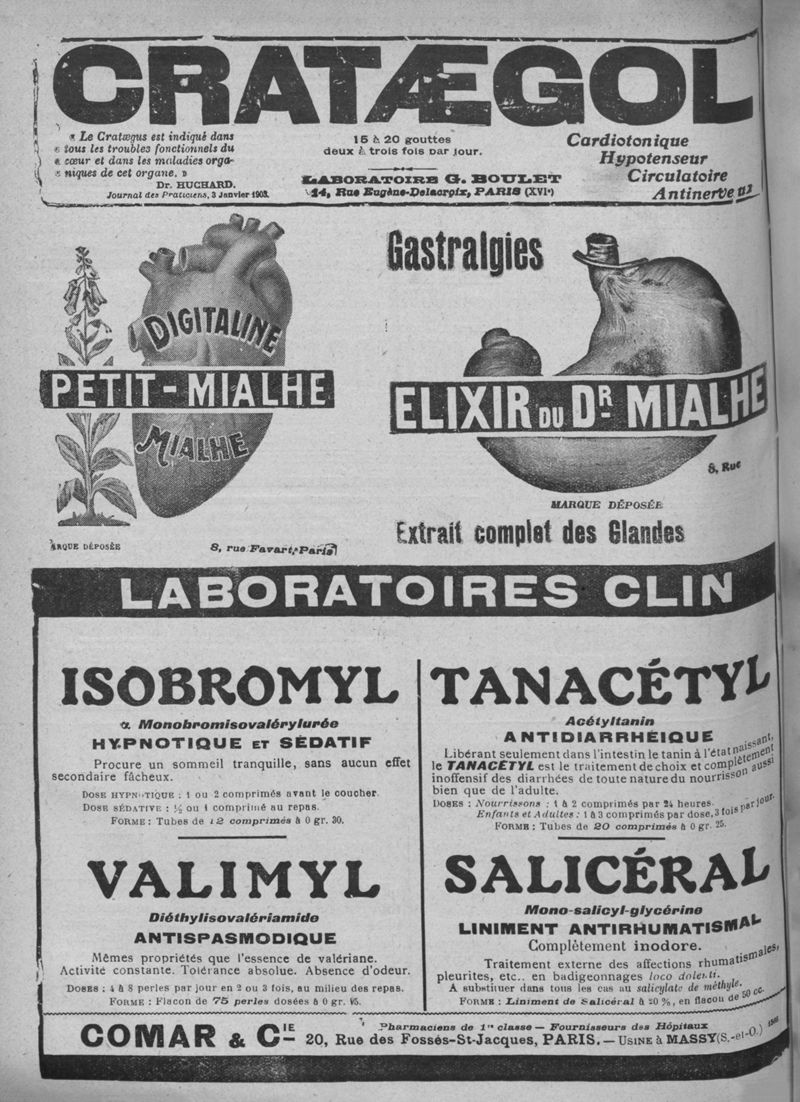 CRATÆGOL
« Le Cratægus est indiqué dans
« tous les troubles fonctionnels du
« cœur et dans les maladies orga-
« niques de cet organe. »
Dr. HUCHARD.
Journal des Praticiens, 3 Janvier 1903.
15 à 20 gouttes
deux à trois fois par jour.
LABORATOIRE G. BOULET
14, Rue Eugène-Delacroix, PARIS (XVIe)
Cardiotonique
Hypotenseur
Circulatoire
Antinerveux
DIGITALINE
PETIT-MIALHE
MIALHE
ARQUE DÉPOSÉE
8, rue Favart, Paris
Gastralgies
ELIXIR DU DR MIALHE
8, Rue
MARQUE DÉPOSÉE
Extrait complet des Glandes
LABORATOIRES CLIN
ISOBROMYL
α Monobromisovalérylurée
HYPNOTIQUE ET SÉDATIF
Procure un sommeil tranquille, sans aucun effet
secondaire fâcheux.
DOSE HYPNOTIQUE : 1 ou 2 comprimés avant le coucher.
DOSE SÉDATIVE : ½ ou 1 comprimé au repas.
FORME : Tubes de 12 comprimés à 0 gr. 30.
TANACÉTYL
Acétyltanin
ANTIDIARRHÉIQUE
Libérant seulement dans l'intestin le tanin à l'état naissant,
le TANACÉTYL est le traitement de choix et complètement
inoffensif des diarrhées de toute nature du nourrisson aussi
bien que de l'adulte.
DOSES : Nourrissons : 1 à 2 comprimés par 24 heures.
Enfants et Adultes : 1 à 3 comprimés par dose, 3 fois par jour.
FORME : Tubes de 20 comprimés à 0 gr. 25.
VALIMYL
Diéthylisovalériamide
ANTISPASMODIQUE
Mêmes propriétés que l'essence de valériane.
Activité constante. Tolérance absolue. Absence d'odeur.
DOSES : 4 à 8 perles par jour en 2 ou 3 fois, au milieu des repas.
FORME : Flacon de 75 perles dosées à 0 gr. 05.
SALICÉRAL
Mono-salicyl-glycérine
LINIMENT ANTIRHUMATISMAL
Complètement inodore.
Traitement externe des affections rhumatismales,
pleurites, etc.. en badigeonnages loco dolenti.
A substituer dans tous les cas au salicylate de méthyle.
FORME : Liniment de Salicéral à 20 %, en flacon de 50 cc.
COMAR & CIE
Pharmaciens de 1re classe — Fournisseurs des Hôpitaux
20, Rue des Fossés-St-Jacques, PARIS. — USINE à MASSY (S.-et-O.)